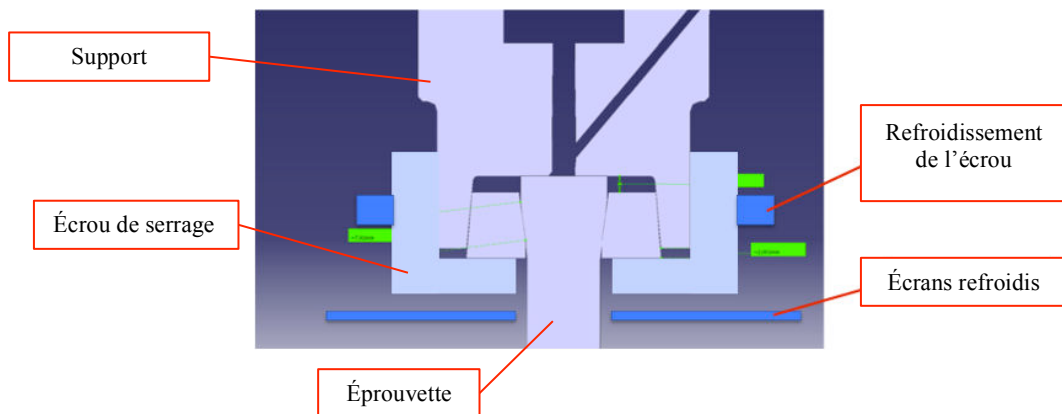 Support
Refroidissement
de l’écrou
Écrou de serrage
Écrans refroidis
Éprouvette